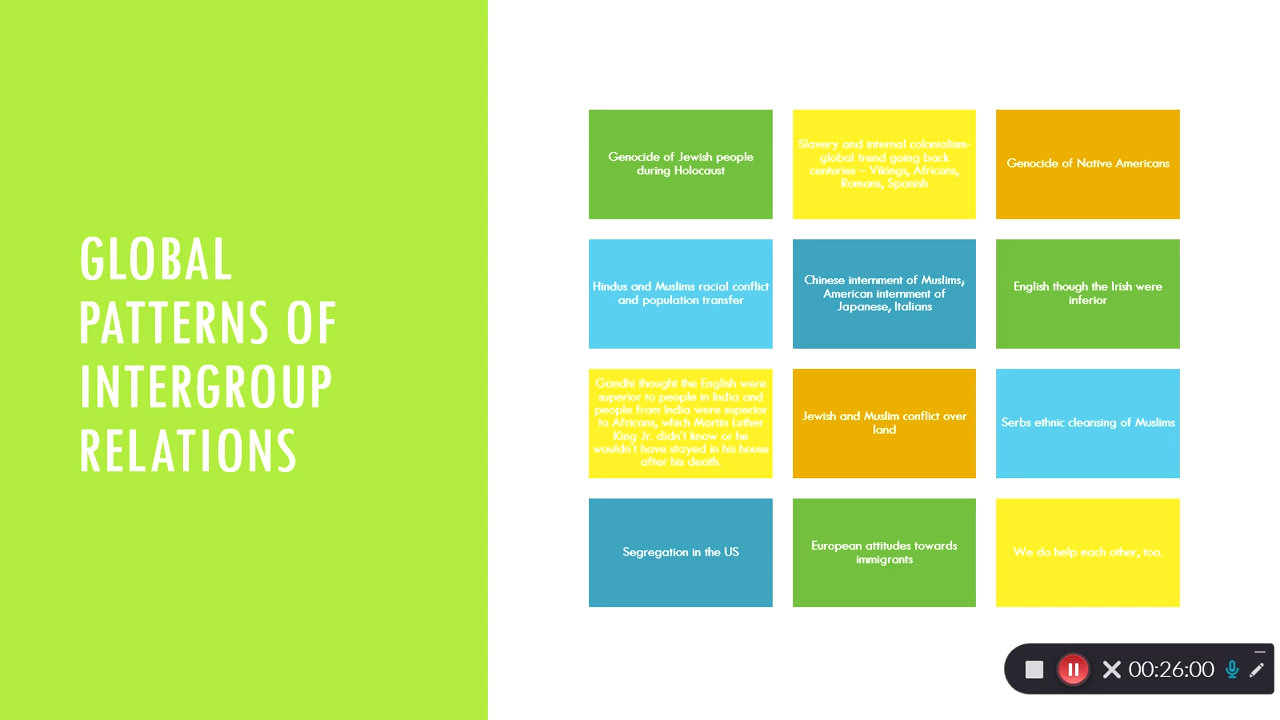 GLOBAL
PATTERNS OF
INTERGROUP
RELATIONS
Genocide of Jewish people
during Holocaust
Slavery and internal colonialism-
global trend going back
centuries – Vikings, Africans,
Romans, Spanish
Genocide of Native Americans
Hindus and Muslims racial conflict
and population transfer
Chinese internment of Muslims,
American internment of
Japanese, Italians
English though the Irish were
inferior
Gandhi thought the English were
superior to people in India and
people from India were superior
to Africans, which Martin Luther
King Jr. didn't know or he
wouldn't have stayed in his house
after his death.
Jewish and Muslim conflict over
land
Serbs ethnic cleansing of Muslims
Segregation in the US
European attitudes towards
immigrants
We do help each other, too.
00:26:00